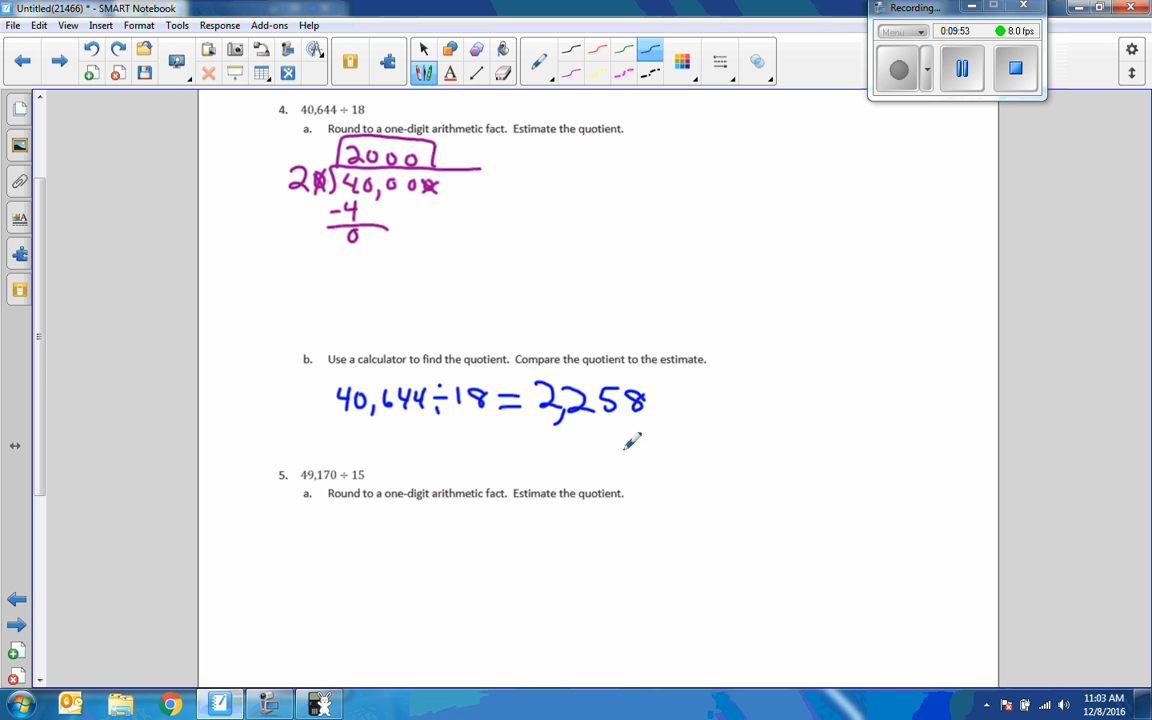 Untitled(21466) * - SMART Notebook
Recording...
File Edit View Insert Format Tools Response Add-ons Help
Menu 0:09:53 8.0 fps
4. 40,644 ÷ 18
a. Round to a one-digit arithmetic fact. Estimate the quotient.
2000
20) 40,000
-4
0
b. Use a calculator to find the quotient. Compare the quotient to the estimate.
40,644 ÷ 18 = 2,258
5. 49,170 ÷ 15
a. Round to a one-digit arithmetic fact. Estimate the quotient.
11:03 AM
12/8/2016